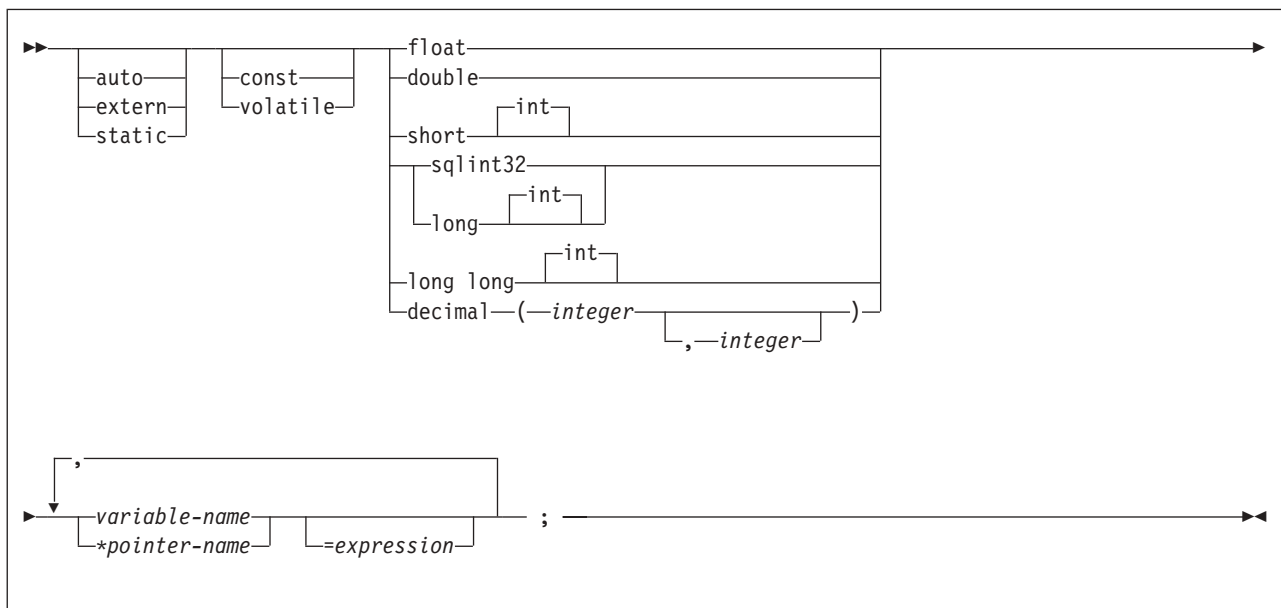 float
auto const double
extern volatile int
static short
sqlint32
int
long
int
long long
decimal ( integer )
, integer
,
variable-name ;
*pointer-name =expression